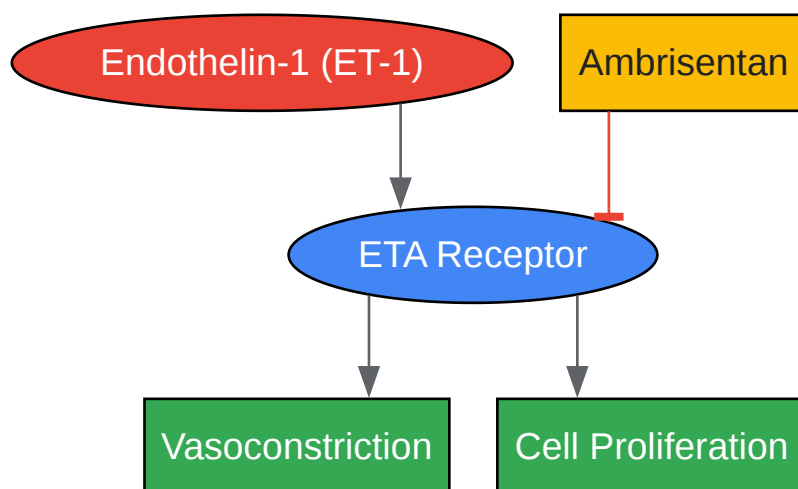 Endothelin-1 (ET-1)
Ambrisentan
ETA Receptor
Vasoconstriction
Cell Proliferation